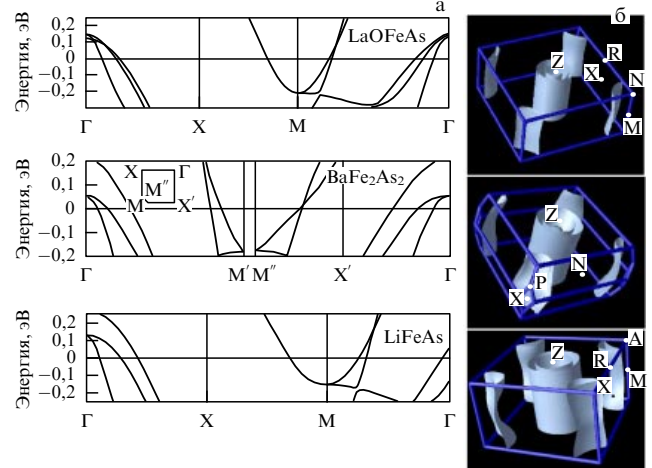 а
б
Энергия, эВ
0,2
0,1
0
−0,1
−0,2
LaOFeAs
Γ X M Γ
Z
R
X
N
M
Энергия, эВ
0,2
0,1
0
−0,1
0,2
X Γ
M″
M X′
BaFe₂As₂
Γ M′ M″ X′ Γ
Z
N
P
X
Энергия, эВ
0,2
0,1
0
−0,1
−0,2
LiFeAs
Γ X M Γ
A
Z
R
M
X